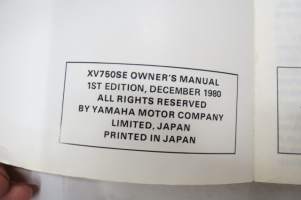 XV750SE OWNER'S MANUAL
1ST EDITION, DECEMBER 1980
ALL RIGHTS RESERVED
BY YAMAHA MOTOR COMPANY
LIMITED, JAPAN
PRINTED IN JAPAN